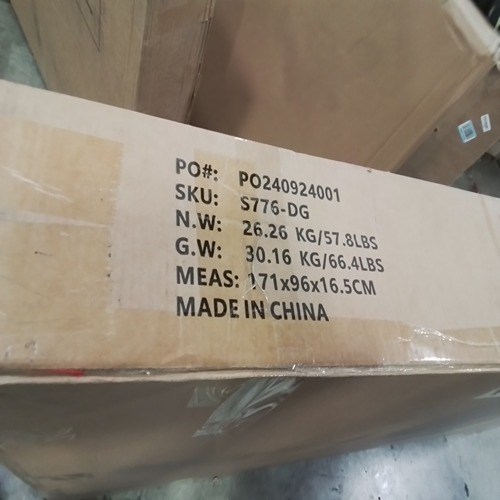 PO#: PO240924001
SKU: S776-DG
N.W: 26.26 KG/57.8LBS
G.W: 30.16 KG/66.4LBS
MEAS: 171x96x16.5CM
MADE IN CHINA